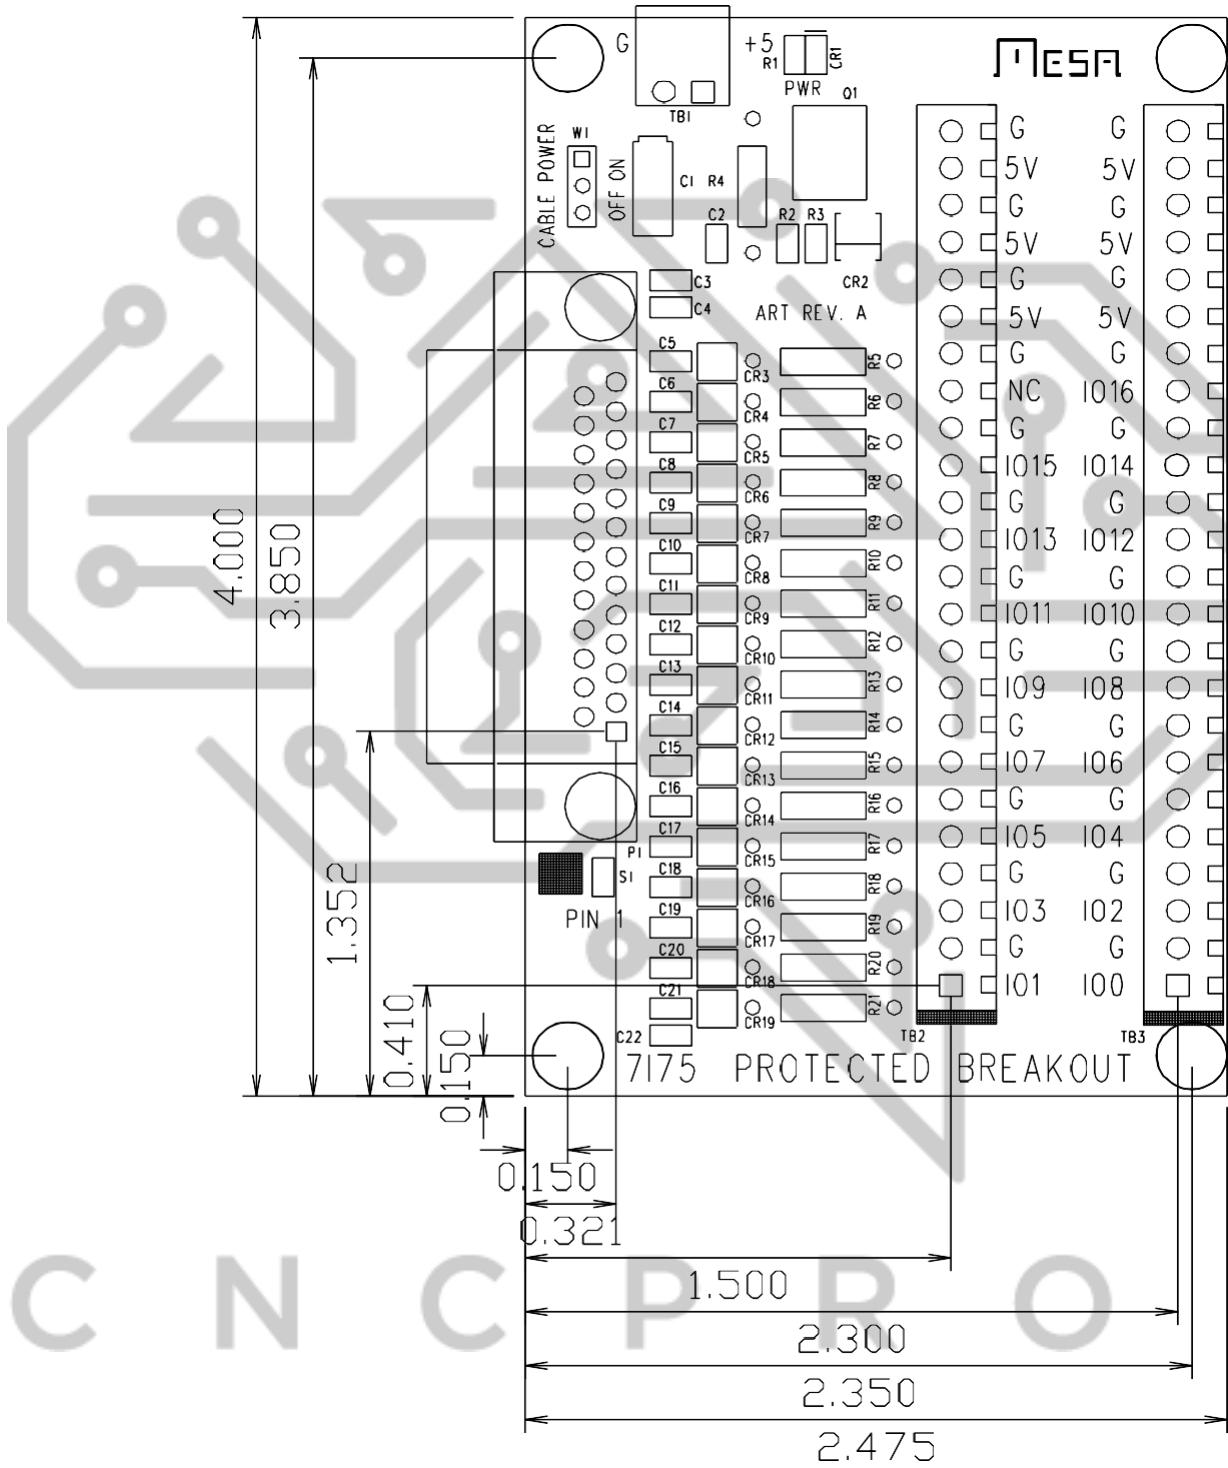 G
+5
R1
CR1
PWR
MESA
TB1
Q1
CABLE POWER
W1
OFF ON
C1
R4
C2
R2
R3
CR2
C3
C4
ART REV. A
C5
CR3
R5
C6
CR4
R6
C7
CR5
R7
C8
CR6
R8
C9
CR7
R9
C10
CR8
R10
C11
CR9
R11
C12
CR10
R12
C13
CR11
R13
C14
CR12
R14
C15
CR13
R15
C16
CR14
R16
C17
CR15
R17
C18
CR16
R18
C19
CR17
R19
C20
CR18
R20
C21
CR19
R21
C22
P1
S1
PIN 1
G G
5V 5V
G G
5V 5V
G G
5V 5V
G G
NC IO16
G G
IO15 IO14
G G
IO13 IO12
G G
IO11 IO10
G G
IO9 IO8
G G
IO7 IO6
G G
IO5 IO4
G G
IO3 IO2
G G
IO1 IO0
TB2
TB3
7I75 PROTECTED BREAKOUT
4.000
3.850
1.352
0.410
0.150
0.150
0.321
1.500
2.300
2.350
2.475
CNCPRO